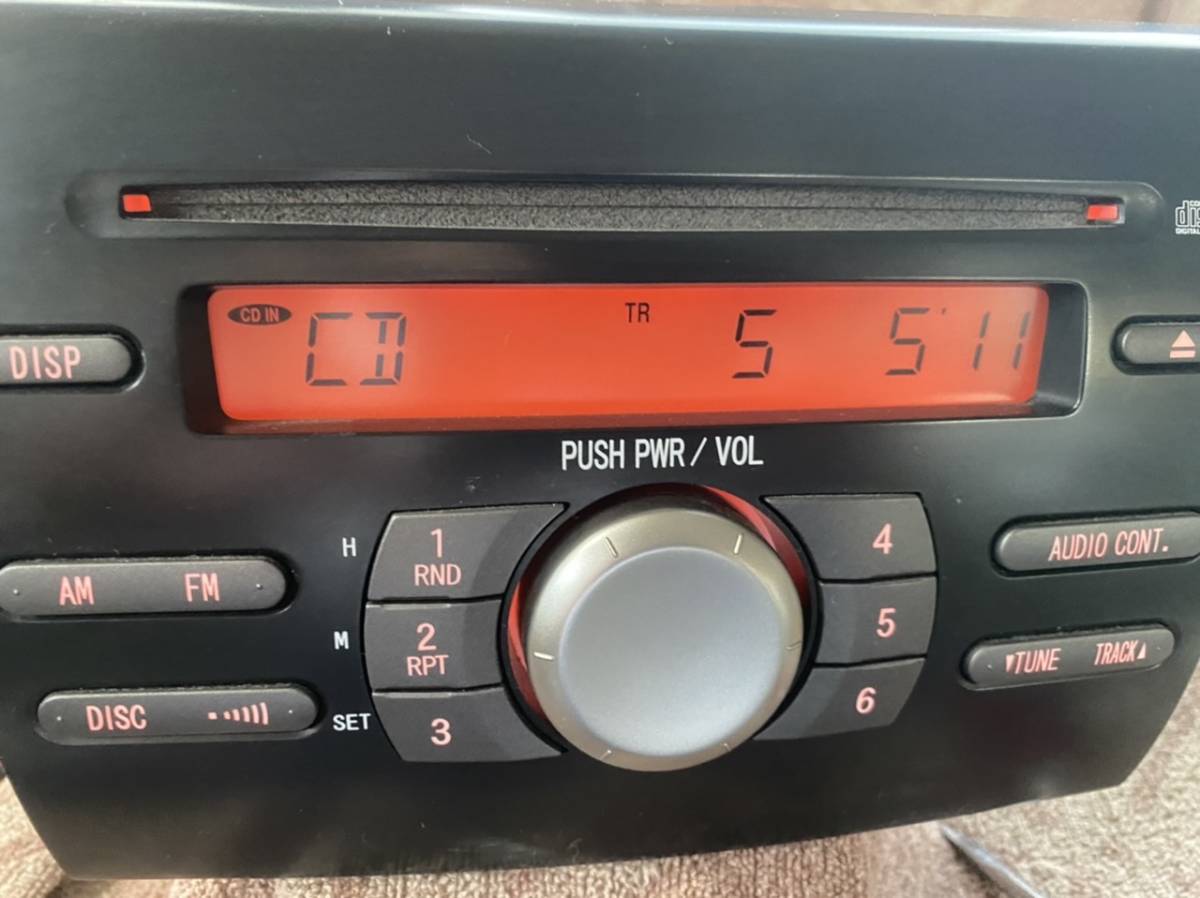 CD IN CD TR 5 5'11
DISP
PUSH PWR / VOL
H 1 RND
M 2 RPT
SET 3
4
5
6
AM FM
DISC
AUDIO CONT.
▼TUNE TRACK▲